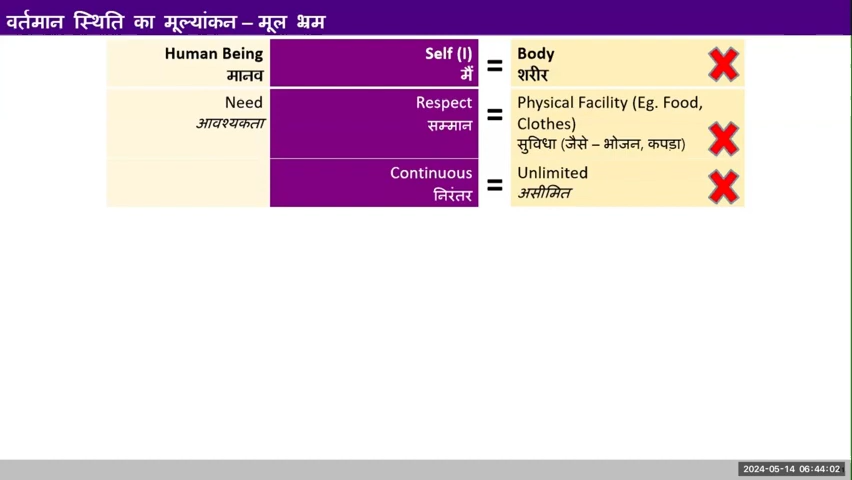 वर्तमान स्थिति का मूल्यांकन – मूल भ्रम
Human Being Self (I) = Body
मानव मैं शरीर
Need Respect = Physical Facility (Eg. Food,
Clothes)
आवश्यकता सम्मान सुविधा (जैसे – भोजन, कपड़ा)
Continuous = Unlimited
निरंतर असीमित
2024-05-14 06:44:02